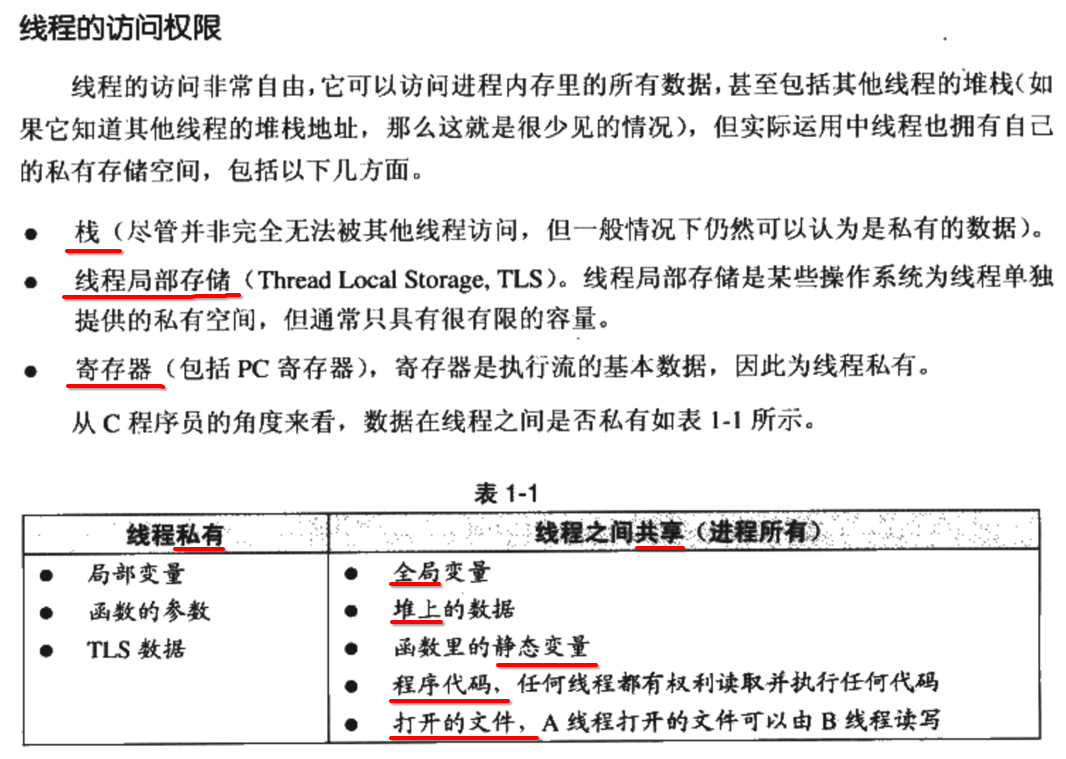 线程的访问权限
线程的访问非常自由,它可以访问进程内存里的所有数据,甚至包括其他线程的堆栈(如
果它知道其他线程的堆栈地址,那么这就是很少见的情况),但实际运用中线程也拥有自己
的私有存储空间,包括以下几方面。
● 栈(尽管并非完全无法被其他线程访问,但一般情况下仍然可以认为是私有的数据)。
● 线程局部存储(Thread Local Storage, TLS)。线程局部存储是某些操作系统为线程单独
提供的私有空间,但通常只具有很有限的容量。
● 寄存器(包括 PC 寄存器),寄存器是执行流的基本数据,因此为线程私有。
从 C 程序员的角度来看,数据在线程之间是否私有如表 1-1 所示。
表 1-1
线程私有
线程之间共享(进程所有)
● 局部变量
● 函数的参数
● TLS 数据
● 全局变量
● 堆上的数据
● 函数里的静态变量
● 程序代码,任何线程都有权利读取并执行任何代码
● 打开的文件,A 线程打开的文件可以由 B 线程读写